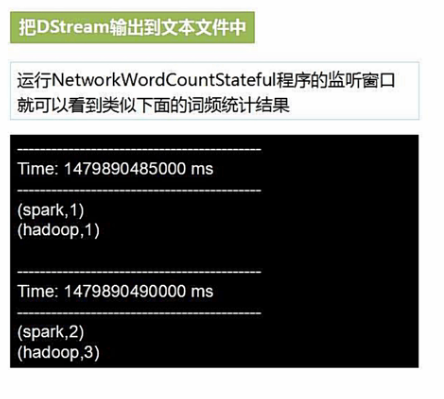 把DStream输出到文本文件中
运行NetworkWordCountStateful程序的监听窗口
就可以看到类似下面的词频统计结果
-------------------------------------------
Time: 1479890485000 ms
-------------------------------------------
(spark,1)
(hadoop,1)
-------------------------------------------
Time: 1479890490000 ms
-------------------------------------------
(spark,2)
(hadoop,3)